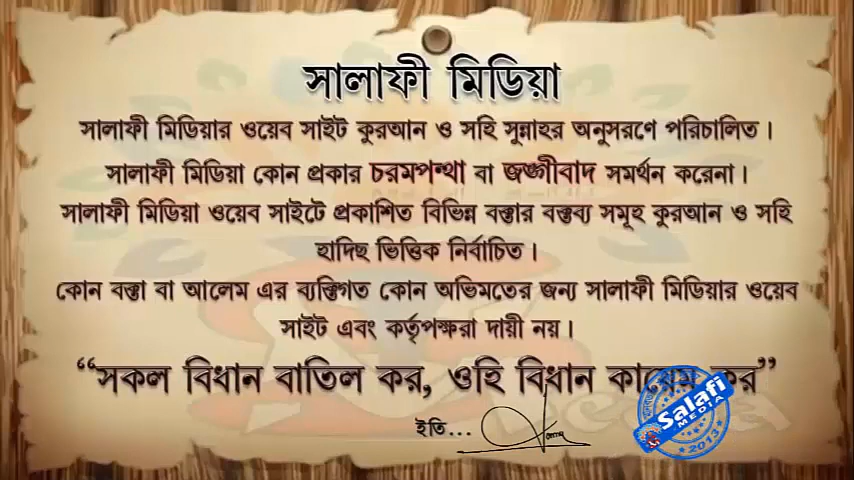 সালাফী মিডিয়া
সালাফী মিডিয়ার ওয়েব সাইট কুরআন ও সহি সুন্নাহর অনুসরণে পরিচালিত।
সালাফী মিডিয়া কোন প্রকার চরমপন্থা বা জঙ্গীবাদ সমর্থন করেনা।
সালাফী মিডিয়া ওয়েব সাইটে প্রকাশিত বিভিন্ন বক্তার বক্তব্য সমূহ কুরআন ও সহি
হাদিছ ভিত্তিক নির্বাচিত।
কোন বক্তা বা আলেম এর ব্যক্তিগত কোন অভিমতের জন্য সালাফী মিডিয়ার ওয়েব
সাইট এবং কর্তৃপক্ষরা দায়ী নয়।
“সকল বিধান বাতিল কর, ওহি বিধান কায়েম কর”
ইতি...
Salafi
MEDIA
2013